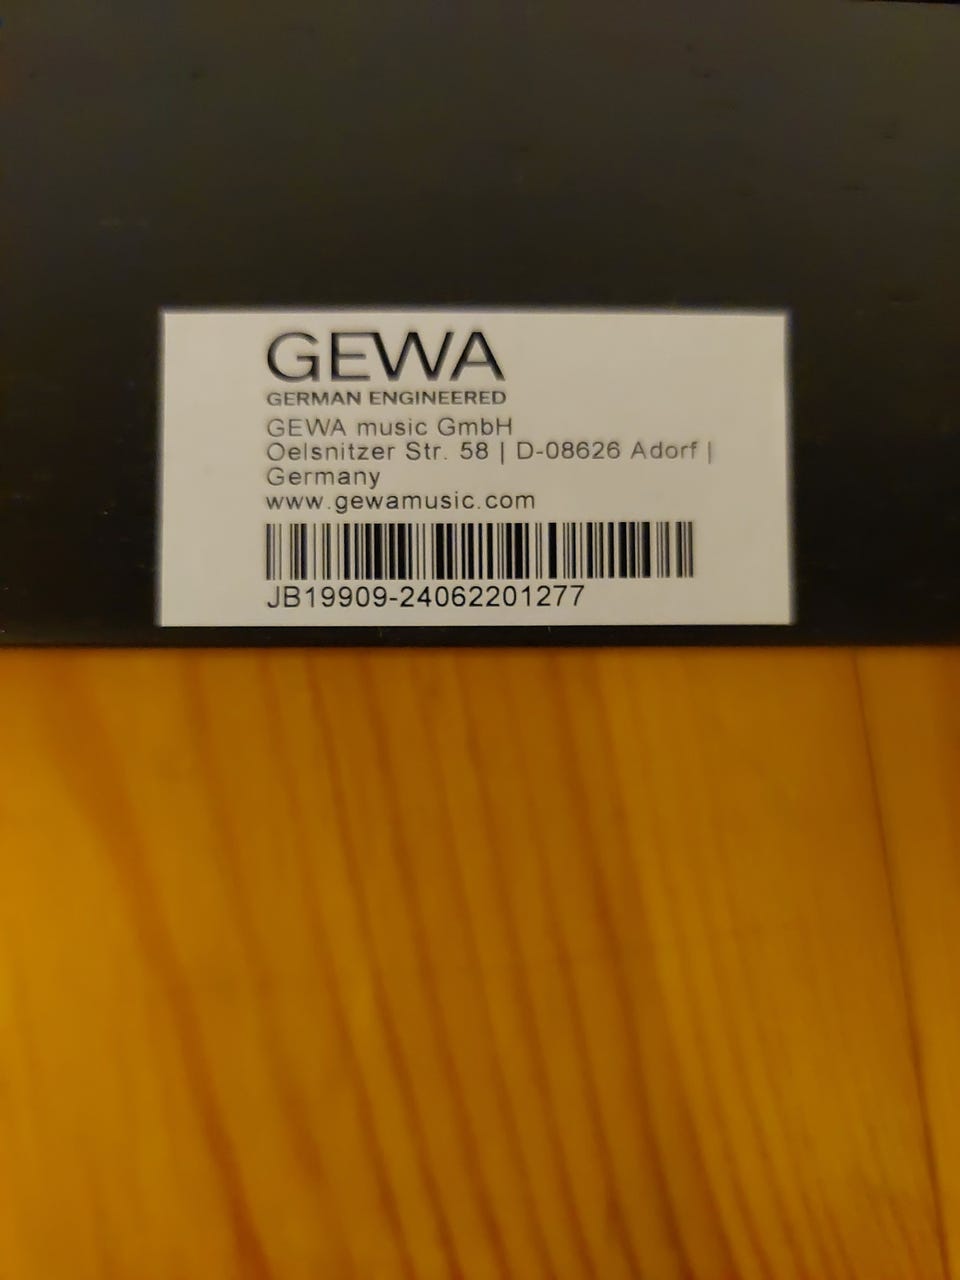 GEWA
GERMAN ENGINEERED
GEWA music GmbH
Oelsnitzer Str. 58 | D-08626 Adorf |
Germany
www.gewamusic.com
JB19909-24062201277